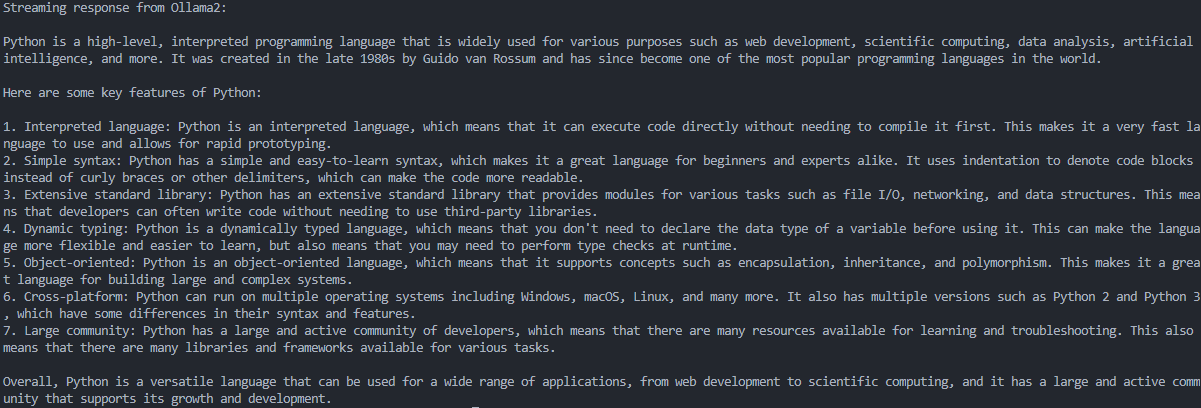 Streaming response from Ollama2:
Python is a high-level, interpreted programming language that is widely used for various purposes such as web development, scientific computing, data analysis, artificial
intelligence, and more. It was created in the late 1980s by Guido van Rossum and has since become one of the most popular programming languages in the world.
Here are some key features of Python:
1. Interpreted language: Python is an interpreted language, which means that it can execute code directly without needing to compile it first. This makes it a very fast la
nguage to use and allows for rapid prototyping.
2. Simple syntax: Python has a simple and easy-to-learn syntax, which makes it a great language for beginners and experts alike. It uses indentation to denote code blocks
instead of curly braces or other delimiters, which can make the code more readable.
3. Extensive standard library: Python has an extensive standard library that provides modules for various tasks such as file I/O, networking, and data structures. This mea
ns that developers can often write code without needing to use third-party libraries.
4. Dynamic typing: Python is a dynamically typed language, which means that you don't need to declare the data type of a variable before using it. This can make the langua
ge more flexible and easier to learn, but also means that you may need to perform type checks at runtime.
5. Object-oriented: Python is an object-oriented language, which means that it supports concepts such as encapsulation, inheritance, and polymorphism. This makes it a grea
t language for building large and complex systems.
6. Cross-platform: Python can run on multiple operating systems including Windows, macOS, Linux, and many more. It also has multiple versions such as Python 2 and Python 3
, which have some differences in their syntax and features.
7. Large community: Python has a large and active community of developers, which means that there are many resources available for learning and troubleshooting. This also
means that there are many libraries and frameworks available for various tasks.
Overall, Python is a versatile language that can be used for a wide range of applications, from web development to scientific computing, and it has a large and active comm
unity that supports its growth and development.